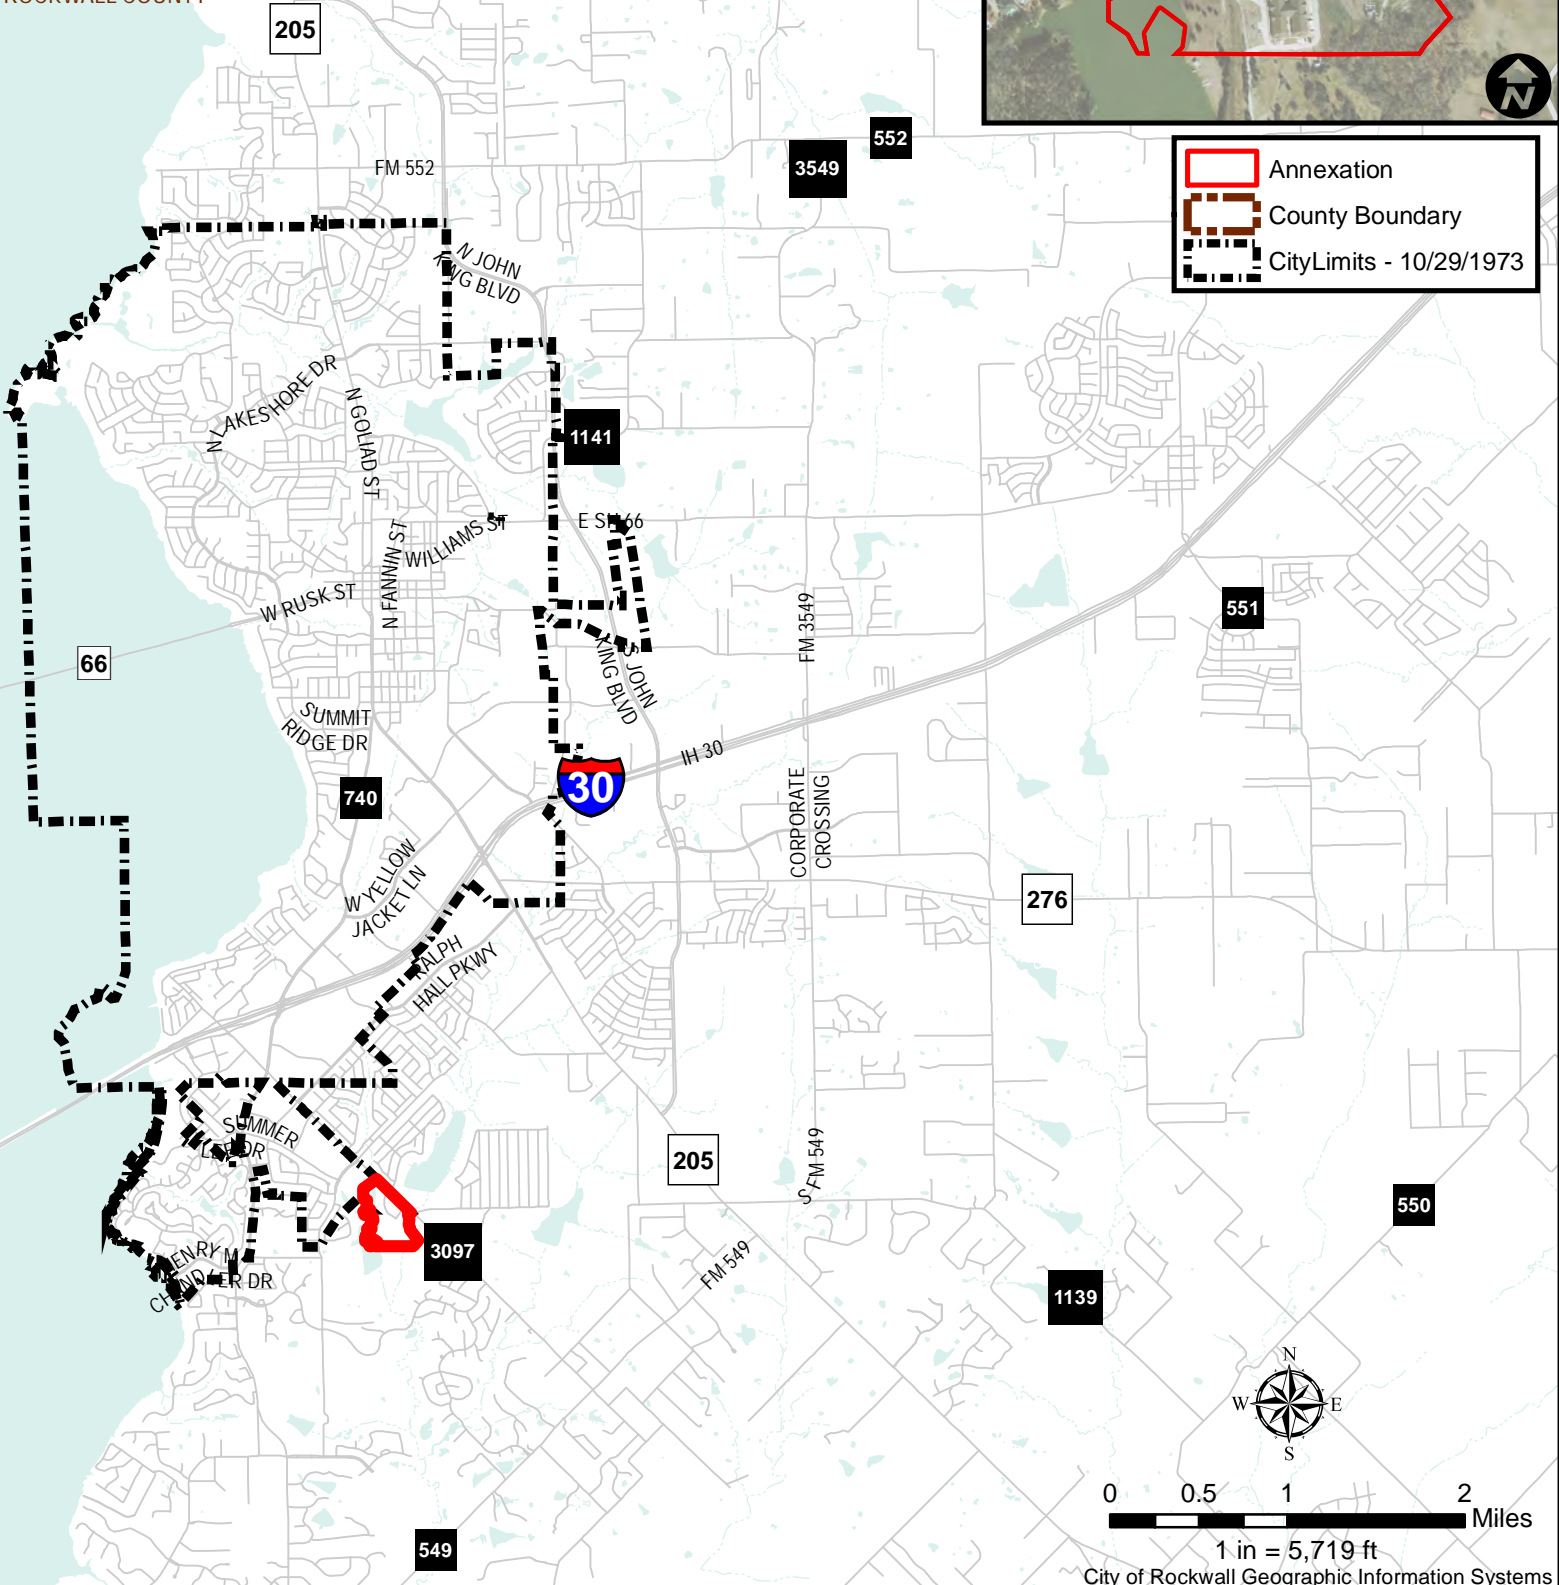 ROCKWALL COUNTY
205
N
552
3549
FM 552
Annexation
County Boundary
CityLimits - 10/29/1973
N JOHN
KING BLVD
N LAKESHORE DR
N GOLIAD ST
1141
E SH 66
WILLIAMS ST
N FANNIN ST
W RUSK ST
FM 3549
551
66
S JOHN
KING BLVD
SUMMIT
RIDGE DR
IH 30
30
740
CORPORATE
CROSSING
W YELLOW
JACKET LN
276
RALPH
HALL PKWY
SUMMER
LEE DR
205
S FM 549
550
3097
HENRY M
CHANDLER DR
FM 549
1139
N
W E
S
0 0.5 1 2
Miles
549
1 in = 5,719 ft
City of Rockwall Geographic Information Systems